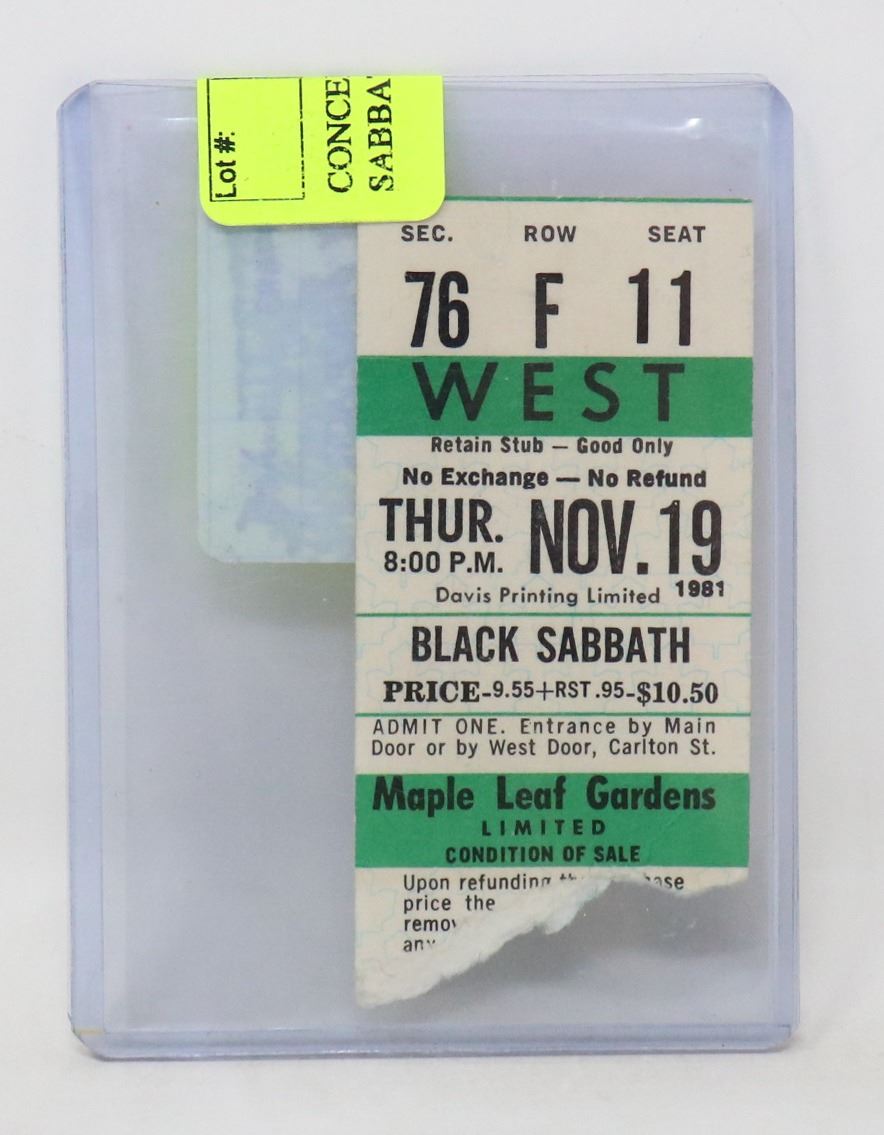 Lot #:
CONCE
SABBA
SEC. ROW SEAT
76 F 11
WEST
Retain Stub — Good Only
No Exchange — No Refund
THUR. NOV. 19
8:00 P.M.
Davis Printing Limited 1981
BLACK SABBATH
PRICE-9.55+RST.95-$10.50
ADMIT ONE. Entrance by Main
Door or by West Door, Carlton St.
Maple Leaf Gardens
LIMITED
CONDITION OF SALE
Upon refunding
price the